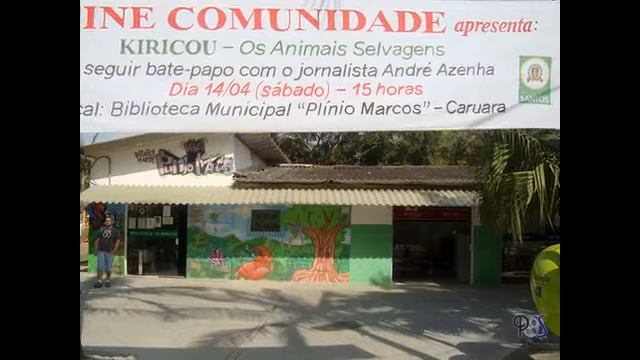 INE COMUNIDADE apresenta:
KIRICOU – Os Animais Selvagens
seguir bate-papo com o jornalista André Azenha
Dia 14/04 (sábado) – 15 horas
cal: Biblioteca Municipal "Plínio Marcos" – Caruara
SANTOS